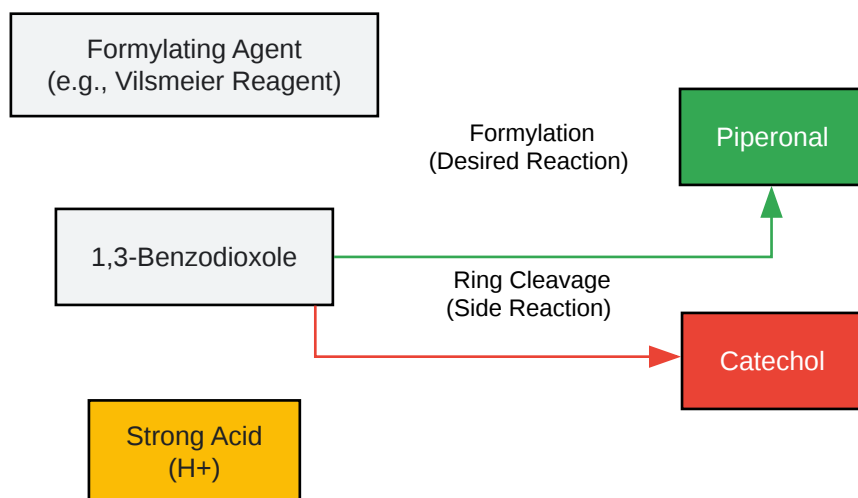 Formylating Agent
(e.g., Vilsmeier Reagent)
Formylation
(Desired Reaction)
Piperonal
1,3-Benzodioxole
Ring Cleavage
(Side Reaction)
Catechol
Strong Acid
(H+)